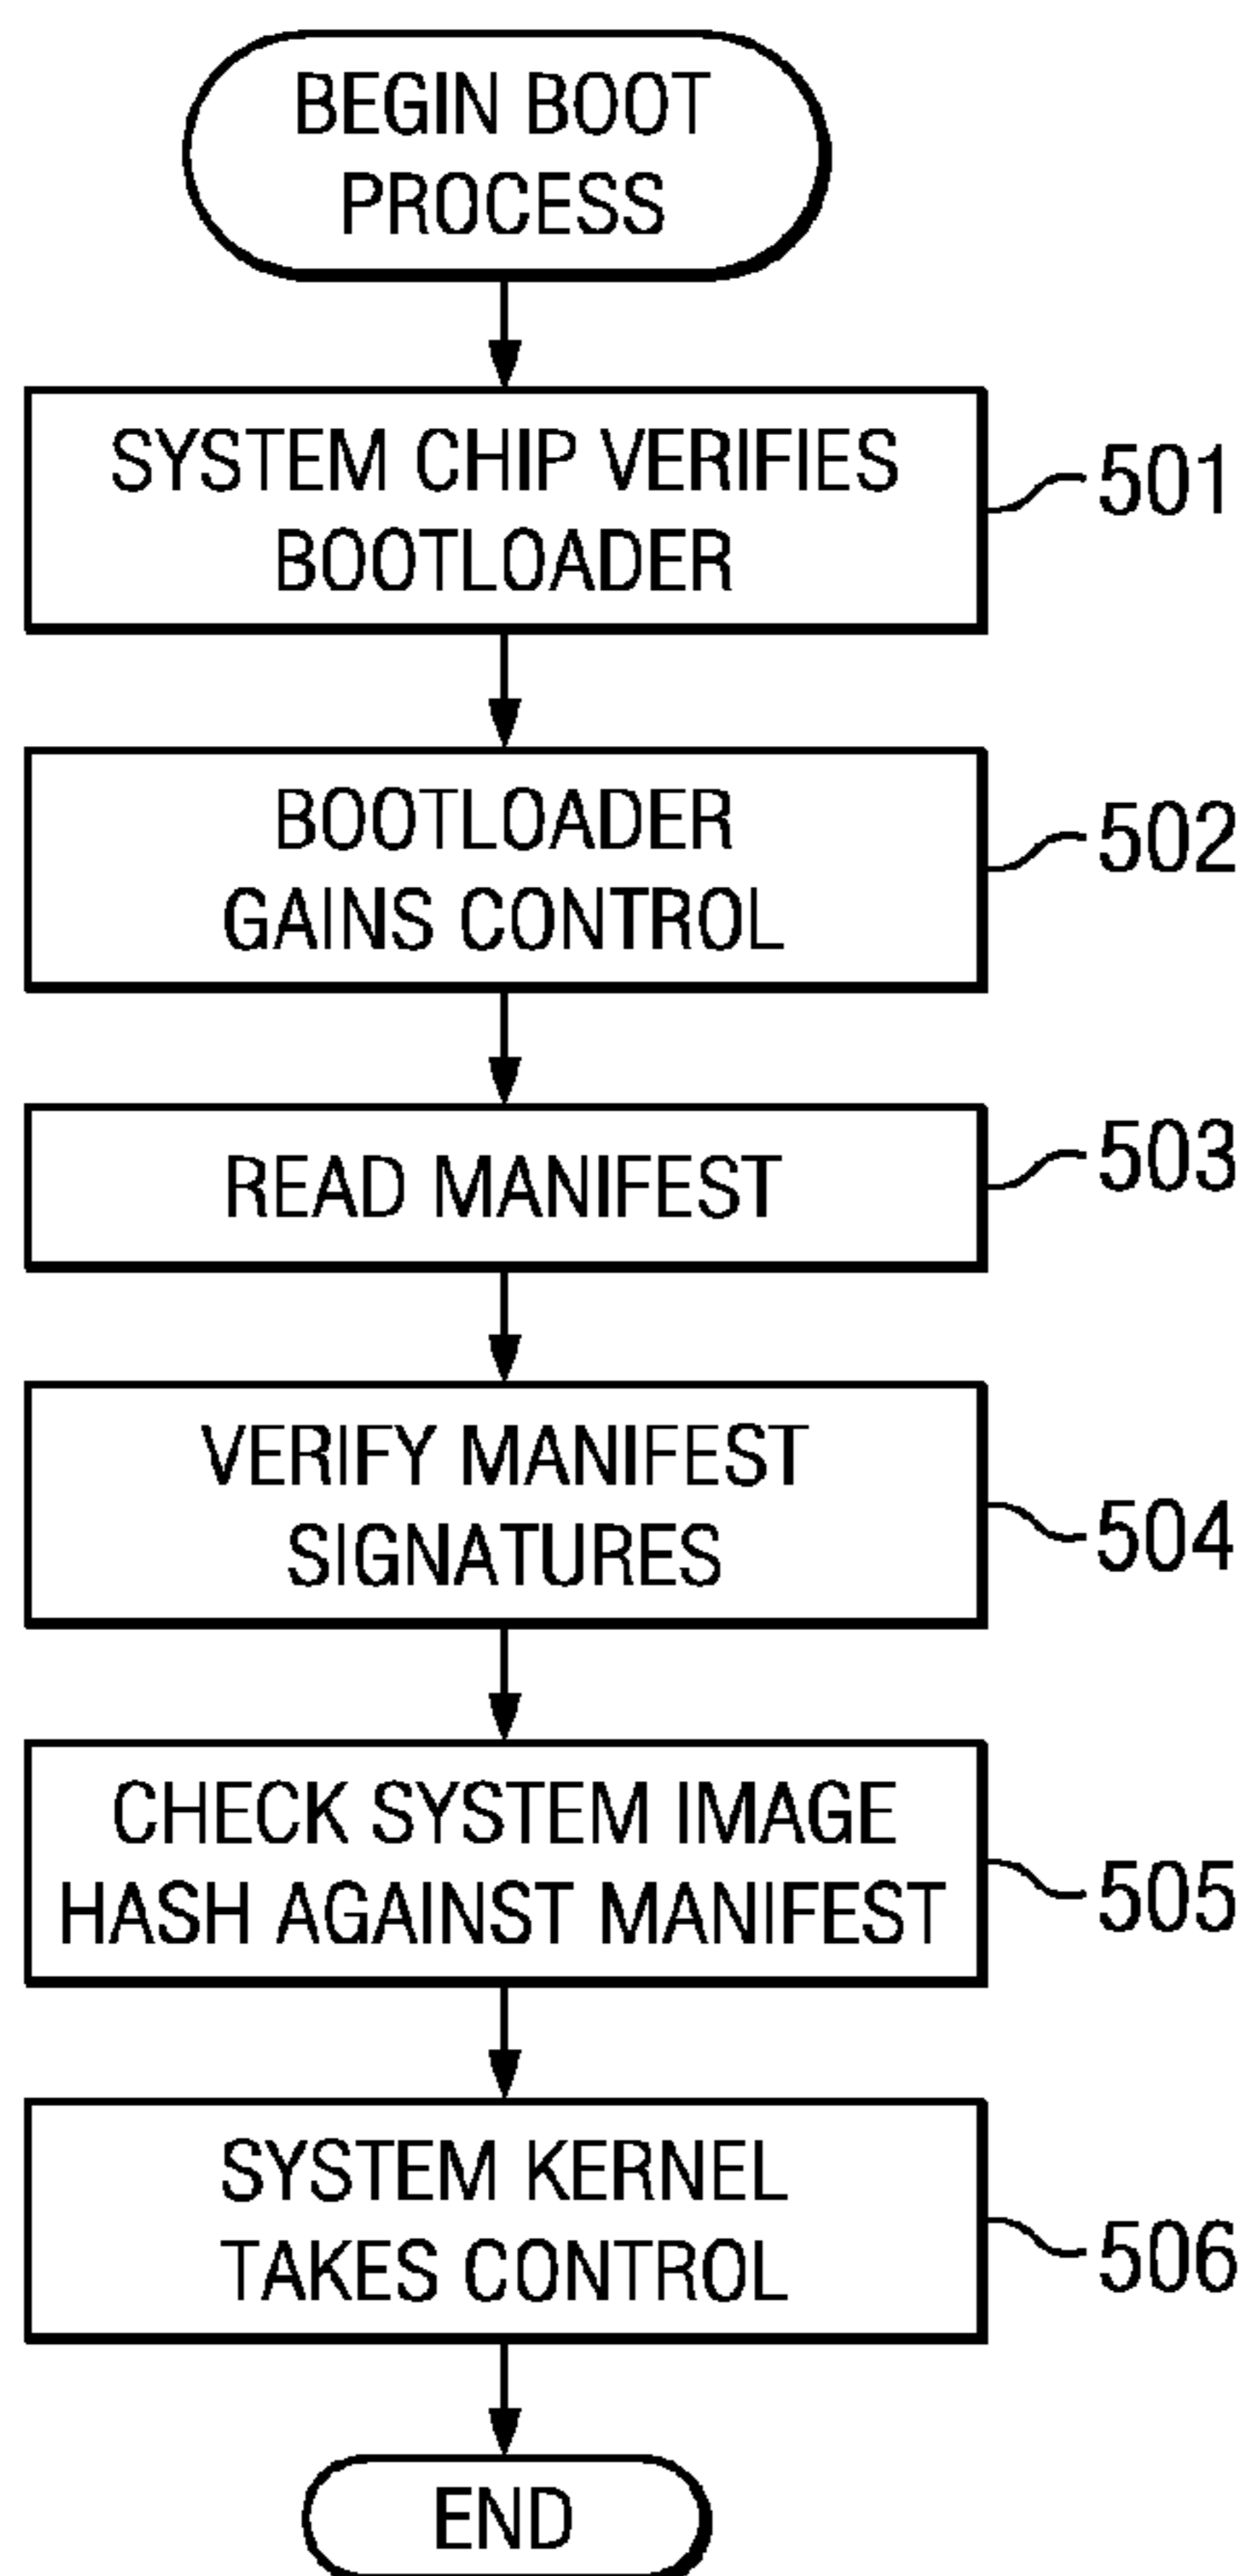 BEGIN BOOT
PROCESS
SYSTEM CHIP VERIFIES
BOOTLOADER
501
BOOTLOADER
GAINS CONTROL
502
READ MANIFEST
503
VERIFY MANIFEST
SIGNATURES
504
CHECK SYSTEM IMAGE
HASH AGAINST MANIFEST
505
SYSTEM KERNEL
TAKES CONTROL
506
END